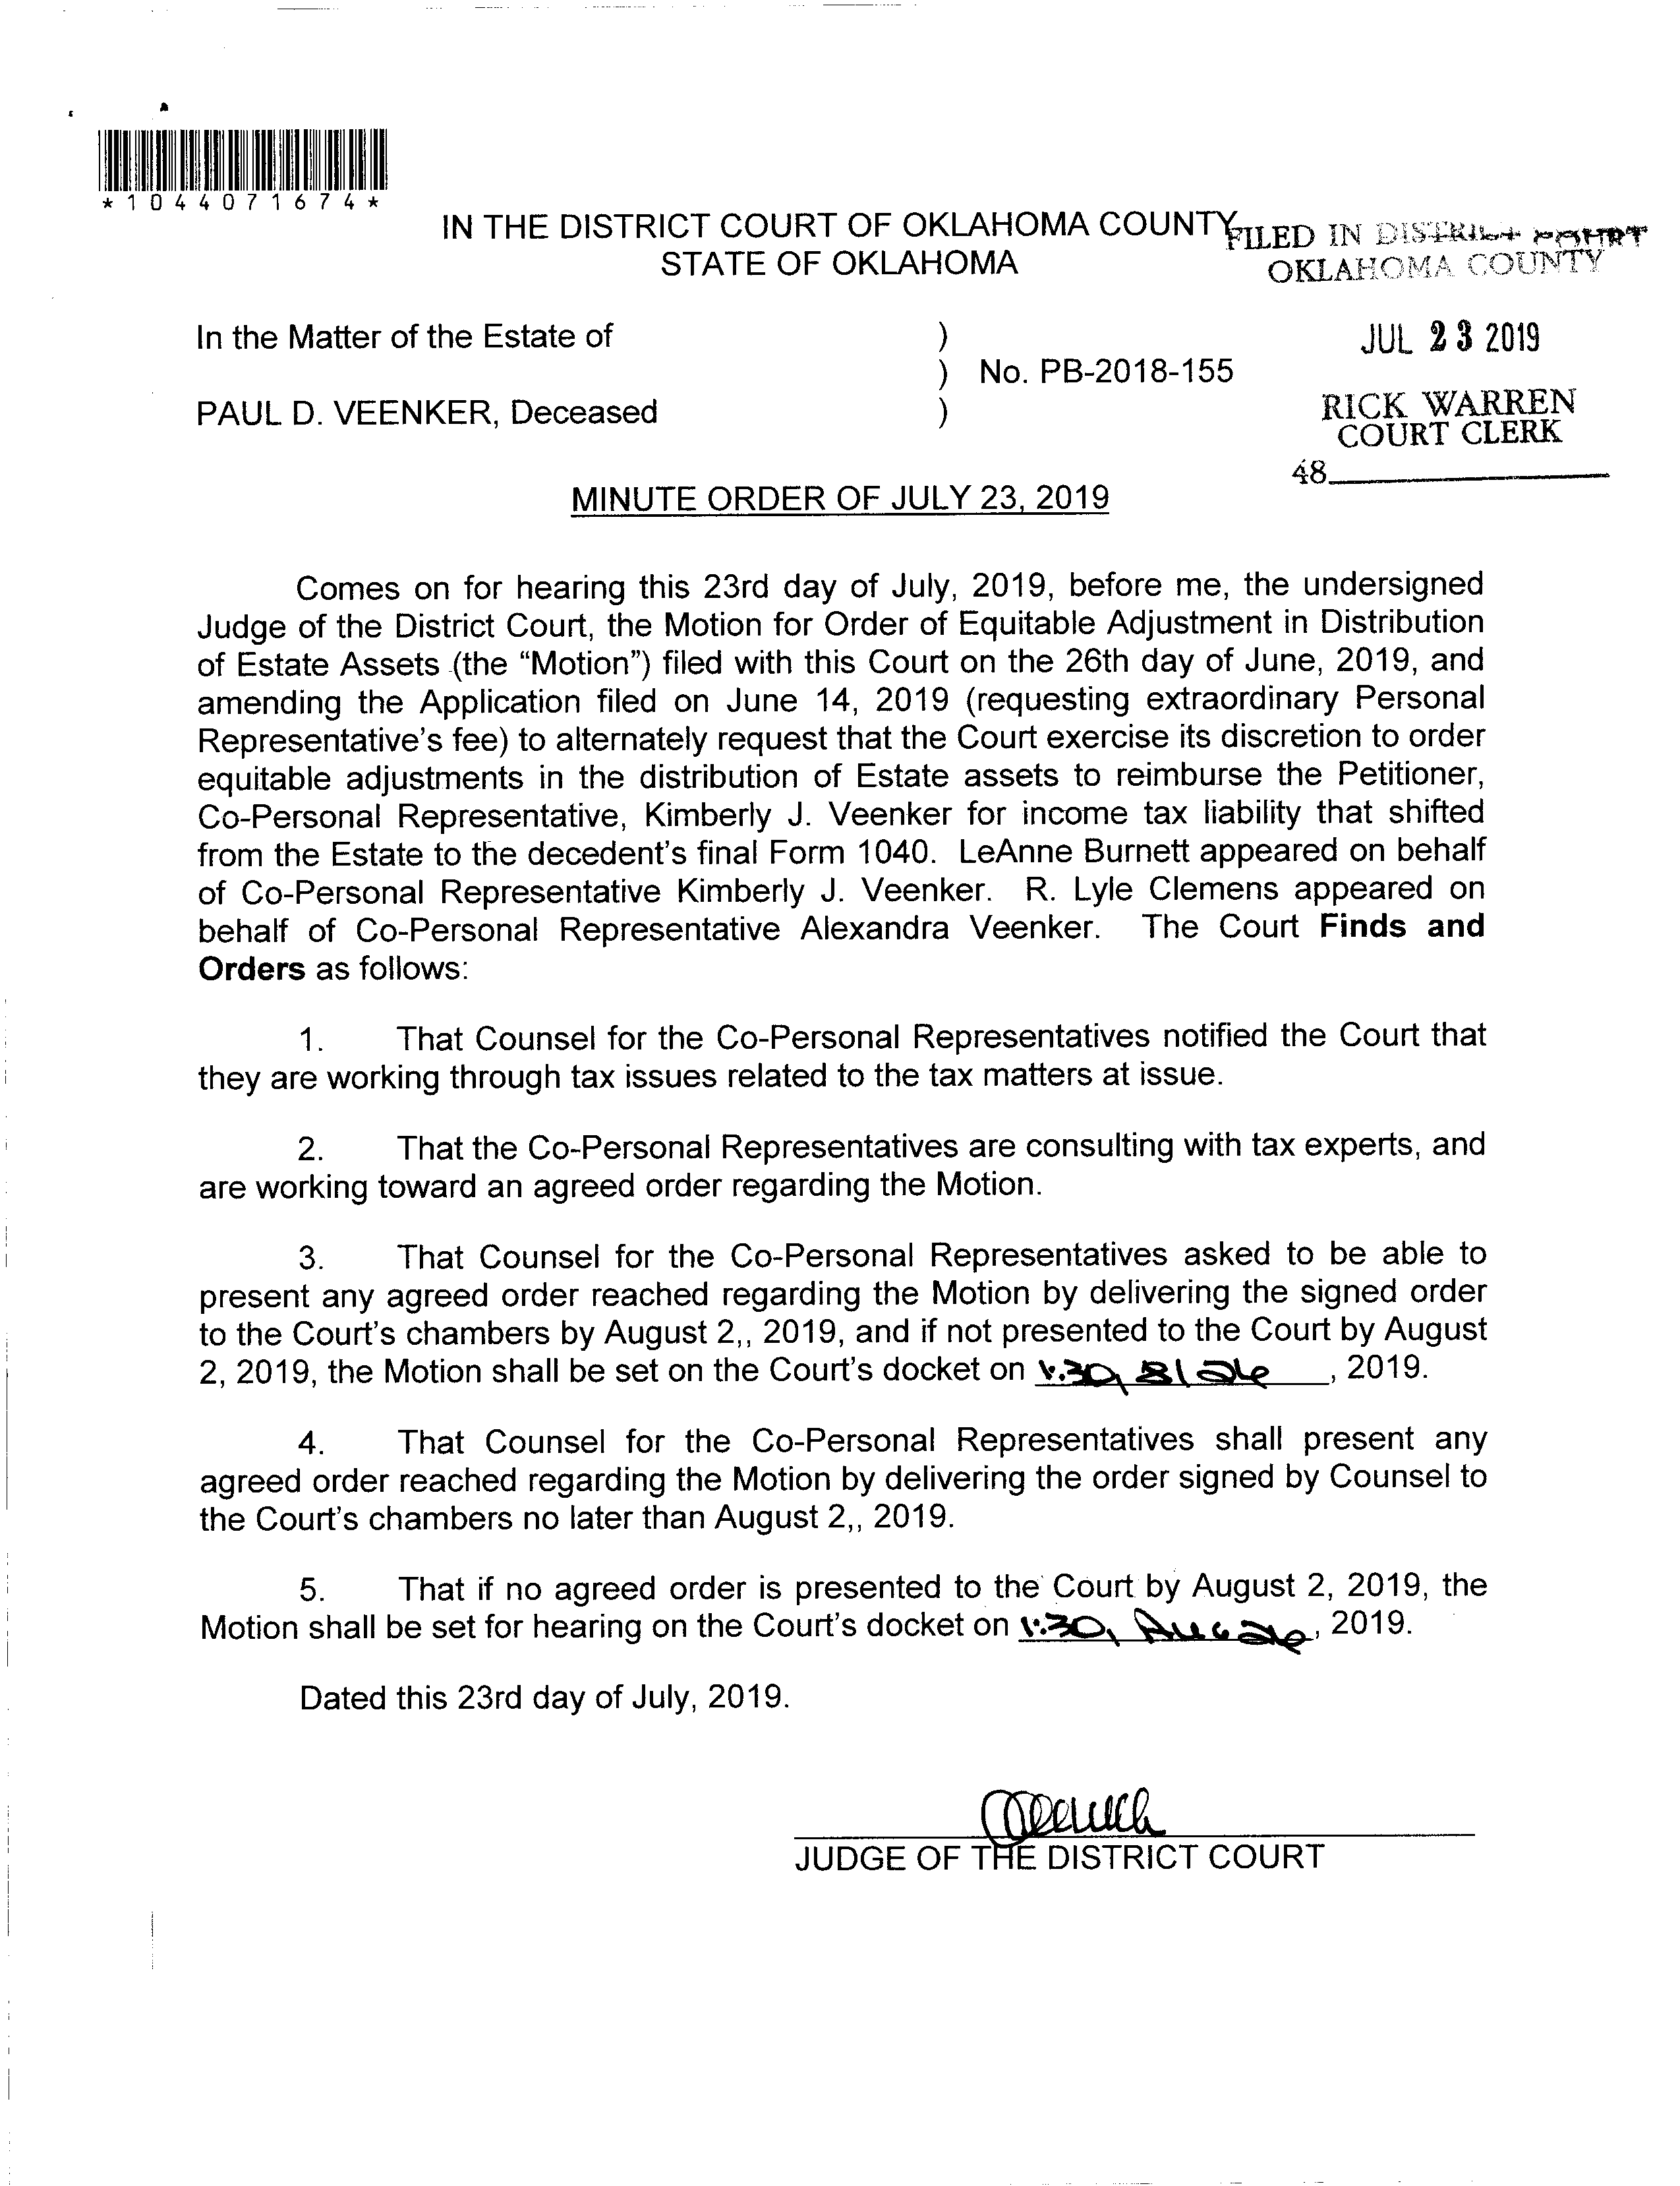 *1044071674*
IN THE DISTRICT COURT OF OKLAHOMA COUNTY
STATE OF OKLAHOMA
FILED IN DISTRICT COURT
OKLAHOMA COUNTY
JUL 23 2019
RICK WARREN
COURT CLERK
48
In the Matter of the Estate of )
) No. PB-2018-155
PAUL D. VEENKER, Deceased )
MINUTE ORDER OF JULY 23, 2019
Comes on for hearing this 23rd day of July, 2019, before me, the undersigned
Judge of the District Court, the Motion for Order of Equitable Adjustment in Distribution
of Estate Assets (the “Motion”) filed with this Court on the 26th day of June, 2019, and
amending the Application filed on June 14, 2019 (requesting extraordinary Personal
Representative’s fee) to alternately request that the Court exercise its discretion to order
equitable adjustments in the distribution of Estate assets to reimburse the Petitioner,
Co-Personal Representative, Kimberly J. Veenker for income tax liability that shifted
from the Estate to the decedent’s final Form 1040. LeAnne Burnett appeared on behalf
of Co-Personal Representative Kimberly J. Veenker. R. Lyle Clemens appeared on
behalf of Co-Personal Representative Alexandra Veenker. The Court Finds and
Orders as follows:
1. That Counsel for the Co-Personal Representatives notified the Court that
they are working through tax issues related to the tax matters at issue.
2. That the Co-Personal Representatives are consulting with tax experts, and
are working toward an agreed order regarding the Motion.
3. That Counsel for the Co-Personal Representatives asked to be able to
present any agreed order reached regarding the Motion by delivering the signed order
to the Court’s chambers by August 2,, 2019, and if not presented to the Court by August
2, 2019, the Motion shall be set on the Court’s docket on 1:30, 8/26, 2019.
4. That Counsel for the Co-Personal Representatives shall present any
agreed order reached regarding the Motion by delivering the order signed by Counsel to
the Court’s chambers no later than August 2,, 2019.
5. That if no agreed order is presented to the Court by August 2, 2019, the
Motion shall be set for hearing on the Court’s docket on 1:30, Aug 26, 2019.
Dated this 23rd day of July, 2019.
JUDGE OF THE DISTRICT COURT